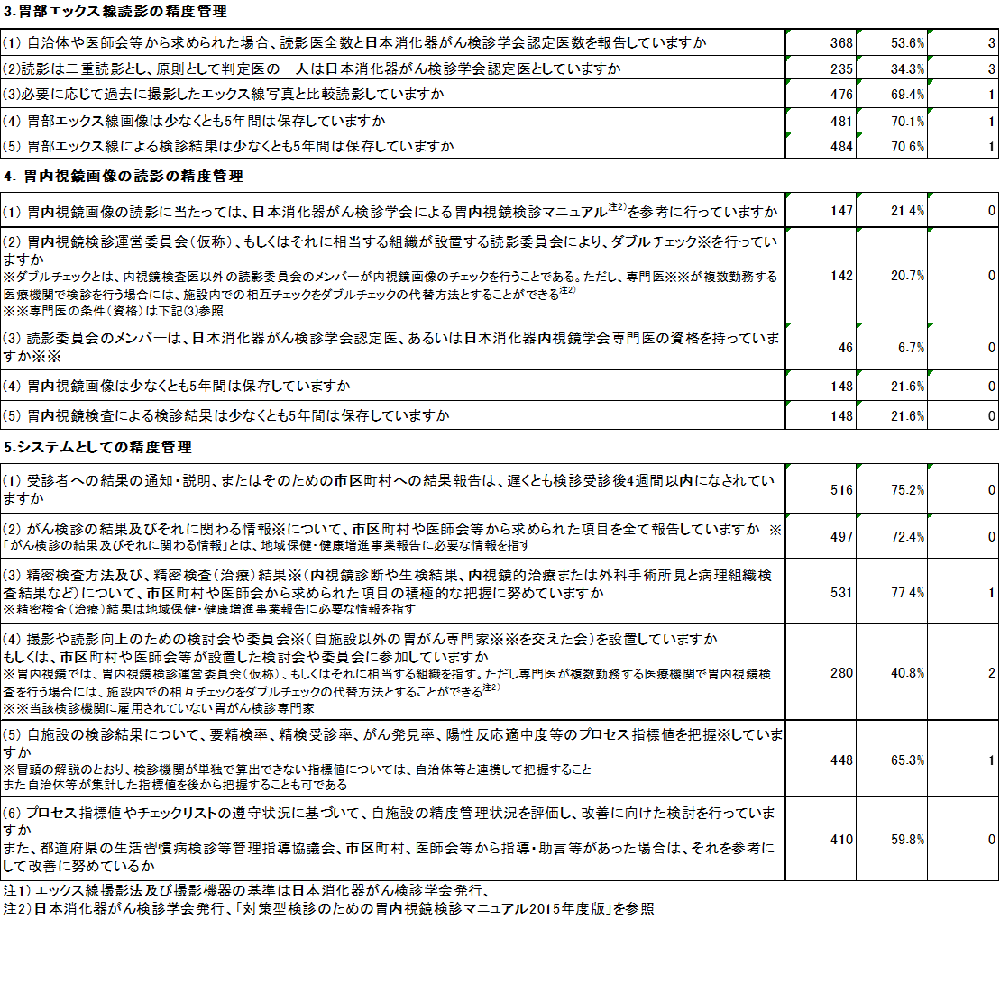 3.胃部エックス線読影の精度管理
(1) 自治体や医師会等から求められた場合、読影医全数と日本消化器がん検診学会認定医数を報告していますか 368 53.6% 3
(2)読影は二重読影とし、原則として判定医の一人は日本消化器がん検診学会認定医としていますか 235 34.3% 3
(3)必要に応じて過去に撮影したエックス線写真と比較読影していますか 476 69.4% 1
(4) 胃部エックス線画像は少なくとも5年間は保存していますか 481 70.1% 1
(5) 胃部エックス線による検診結果は少なくとも5年間は保存していますか 484 70.6% 1
4. 胃内視鏡画像の読影の精度管理
(1) 胃内視鏡画像の読影に当たっては、日本消化器がん検診学会による胃内視鏡検診マニュアル注2)を参考に行っていますか 147 21.4% 0
(2) 胃内視鏡検診運営委員会(仮称)、もしくはそれに相当する組織が設置する読影委員会により、ダブルチェック※を行ってい
ますか
※ダブルチェックとは、内視鏡検査医以外の読影委員会のメンバーが内視鏡画像のチェックを行うことである。ただし、専門医※※が複数勤務する
医療機関で検診を行う場合には、施設内での相互チェックをダブルチェックの代替方法とすることができる注2)
※※専門医の条件(資格)は下記(3)参照 142 20.7% 0
(3) 読影委員会のメンバーは、日本消化器がん検診学会認定医、あるいは日本消化器内視鏡学会専門医の資格を持っていま
すか※※ 46 6.7% 0
(4) 胃内視鏡画像は少なくとも5年間は保存していますか 148 21.6% 0
(5) 胃内視鏡検査による検診結果は少なくとも5年間は保存していますか 148 21.6% 0
5.システムとしての精度管理
(1) 受診者への結果の通知・説明、またはそのための市区町村への結果報告は、遅くとも検診受診後4週間以内になされてい
ますか 516 75.2% 0
(2) がん検診の結果及びそれに関わる情報※について、市区町村や医師会等から求められた項目を全て報告していますか ※
「がん検診の結果及びそれに関わる情報」とは、地域保健・健康増進事業報告に必要な情報を指す 497 72.4% 0
(3) 精密検査方法及び、精密検査(治療)結果※(内視鏡診断や生検結果、内視鏡的治療または外科手術所見と病理組織検
査結果など)について、市区町村や医師会から求められた項目の積極的な把握に努めていますか
※精密検査(治療)結果は地域保健・健康増進事業報告に必要な情報を指す 531 77.4% 1
(4) 撮影や読影向上のための検討会や委員会※(自施設以外の胃がん専門家※※を交えた会)を設置していますか
もしくは、市区町村や医師会等が設置した検討会や委員会に参加していますか
※胃内視鏡では、胃内視鏡検診運営委員会(仮称)、もしくはそれに相当する組織を指す。ただし専門医が複数勤務する医療機関で胃内視鏡検
査を行う場合には、施設内での相互チェックをダブルチェックの代替方法とすることができる注2)
※※当該検診機関に雇用されていない胃がん検診専門家 280 40.8% 2
(5) 自施設の検診結果について、要精検率、精検受診率、がん発見率、陽性反応適中度等のプロセス指標値を把握※していま
すか
※冒頭の解説のとおり、検診機関が単独で算出できない指標値については、自治体等と連携して把握すること
また自治体等が集計した指標値を後から把握することも可である 448 65.3% 1
(6) プロセス指標値やチェックリストの遵守状況に基づいて、自施設の精度管理状況を評価し、改善に向けた検討を行っていま
すか
また、都道府県の生活習慣病検診等管理指導協議会、市区町村、医師会等から指導・助言等があった場合は、それを参考に
して改善に努めているか 410 59.8% 0
注1) エックス線撮影法及び撮影機器の基準は日本消化器がん検診学会発行、
注2)日本消化器がん検診学会発行、「対策型検診のための胃内視鏡検診マニュアル2015年度版」を参照